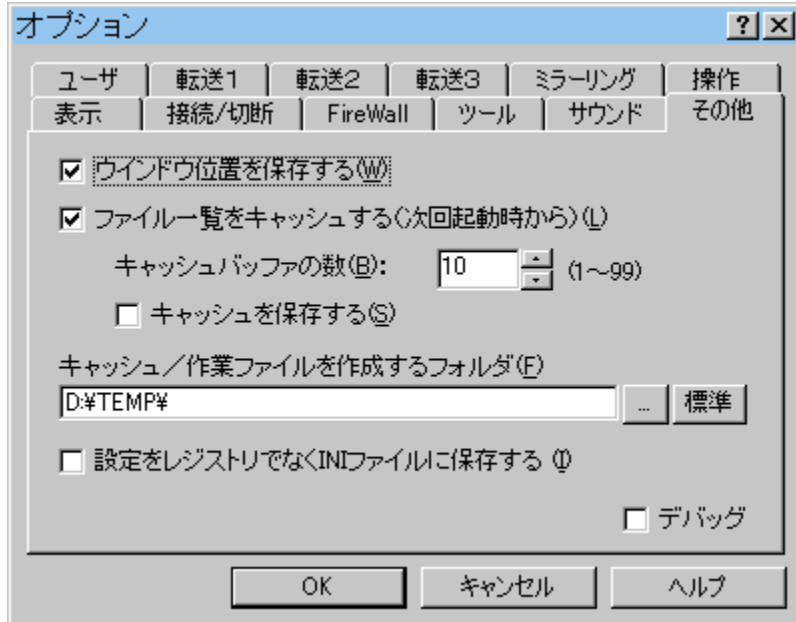 オプション
ユーザ 転送1 転送2 転送3 ミラーリング 操作
表示 接続/切断 FireWall ツール サウンド その他
ウインドウ位置を保存する(W)
ファイル一覧をキャッシュする(次回起動時から)(L)
キャッシュバッファの数(B): 10 (1～99)
キャッシュを保存する(S)
キャッシュ／作業ファイルを作成するフォルダ(F)
D:¥TEMP¥ ... 標準
設定をレジストリでなくINIファイルに保存する (I)
デバッグ
OK キャンセル ヘルプ